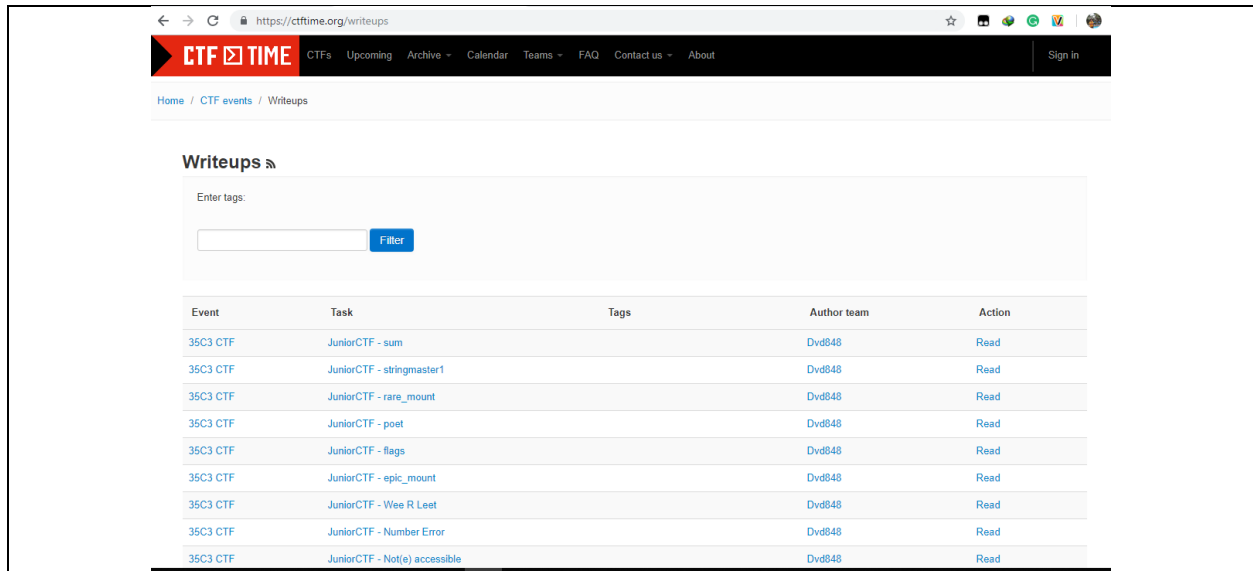 https://ctftime.org/writeups
CTF TIME CTFs Upcoming Archive Calendar Teams FAQ Contact us About Sign in
Home / CTF events / Writeups
Writeups
Enter tags:
Filter
Event Task Tags Author team Action
35C3 CTF JuniorCTF - sum Dvd848 Read
35C3 CTF JuniorCTF - stringmaster1 Dvd848 Read
35C3 CTF JuniorCTF - rare_mount Dvd848 Read
35C3 CTF JuniorCTF - poet Dvd848 Read
35C3 CTF JuniorCTF - flags Dvd848 Read
35C3 CTF JuniorCTF - epic_mount Dvd848 Read
35C3 CTF JuniorCTF - Wee R Leet Dvd848 Read
35C3 CTF JuniorCTF - Number Error Dvd848 Read
35C3 CTF JuniorCTF - Not(e) accessible Dvd848 Read